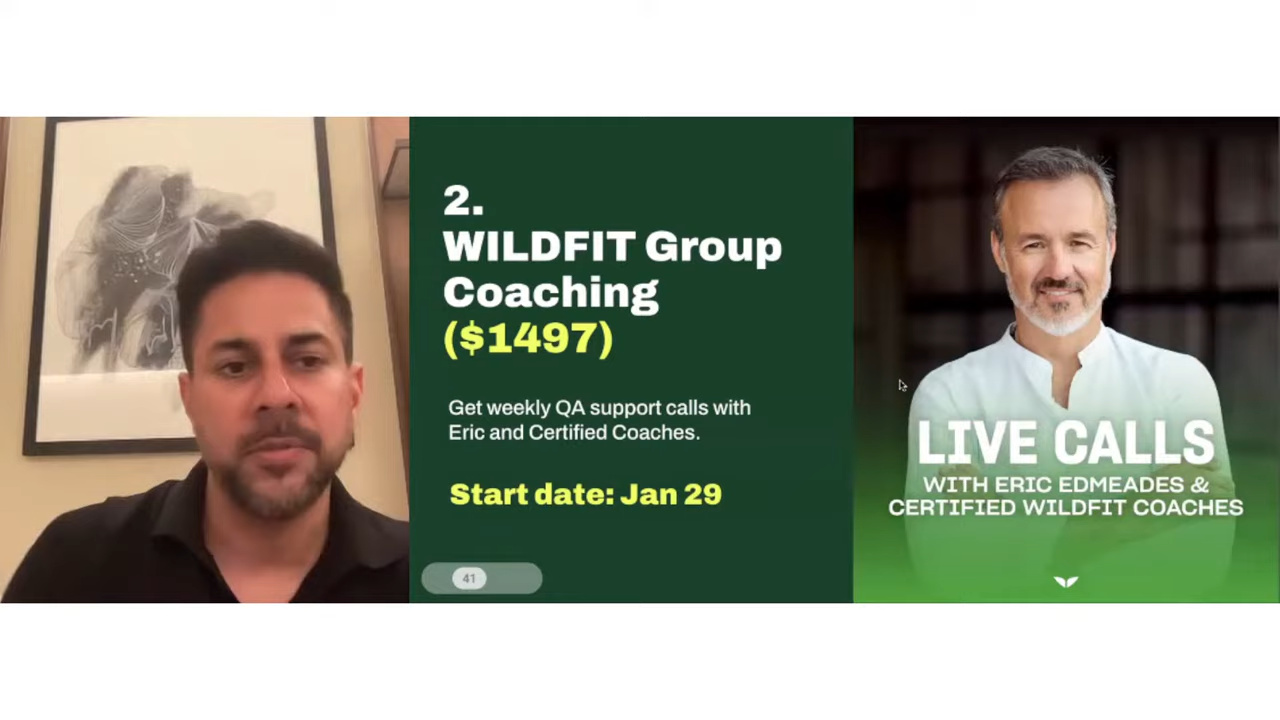 2.
WILDFIT Group
Coaching
($1497)
Get weekly QA support calls with
Eric and Certified Coaches.
Start date: Jan 29
41
LIVE CALLS
WITH ERIC EDMEADES &
CERTIFIED WILDFIT COACHES